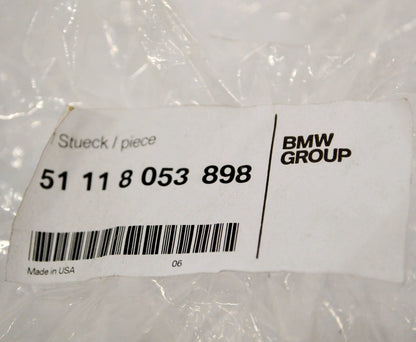 / Stueck / piece
51 11 8 053 898
Made in USA
06
BMW
GROUP